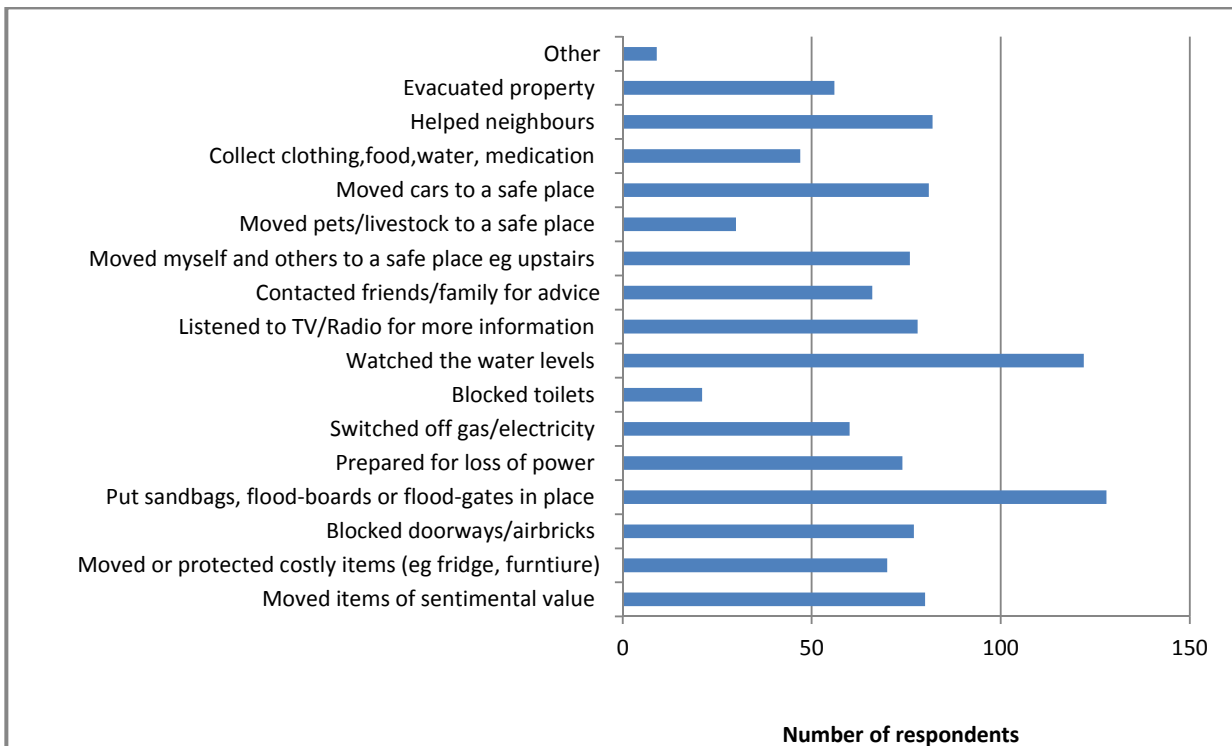 Other
Evacuated property
Helped neighbours
Collect clothing,food,water, medication
Moved cars to a safe place
Moved pets/livestock to a safe place
Moved myself and others to a safe place eg upstairs
Contacted friends/family for advice
Listened to TV/Radio for more information
Watched the water levels
Blocked toilets
Switched off gas/electricity
Prepared for loss of power
Put sandbags, flood-boards or flood-gates in place
Blocked doorways/airbricks
Moved or protected costly items (eg fridge, furntiure)
Moved items of sentimental value
0 50 100 150
Number of respondents